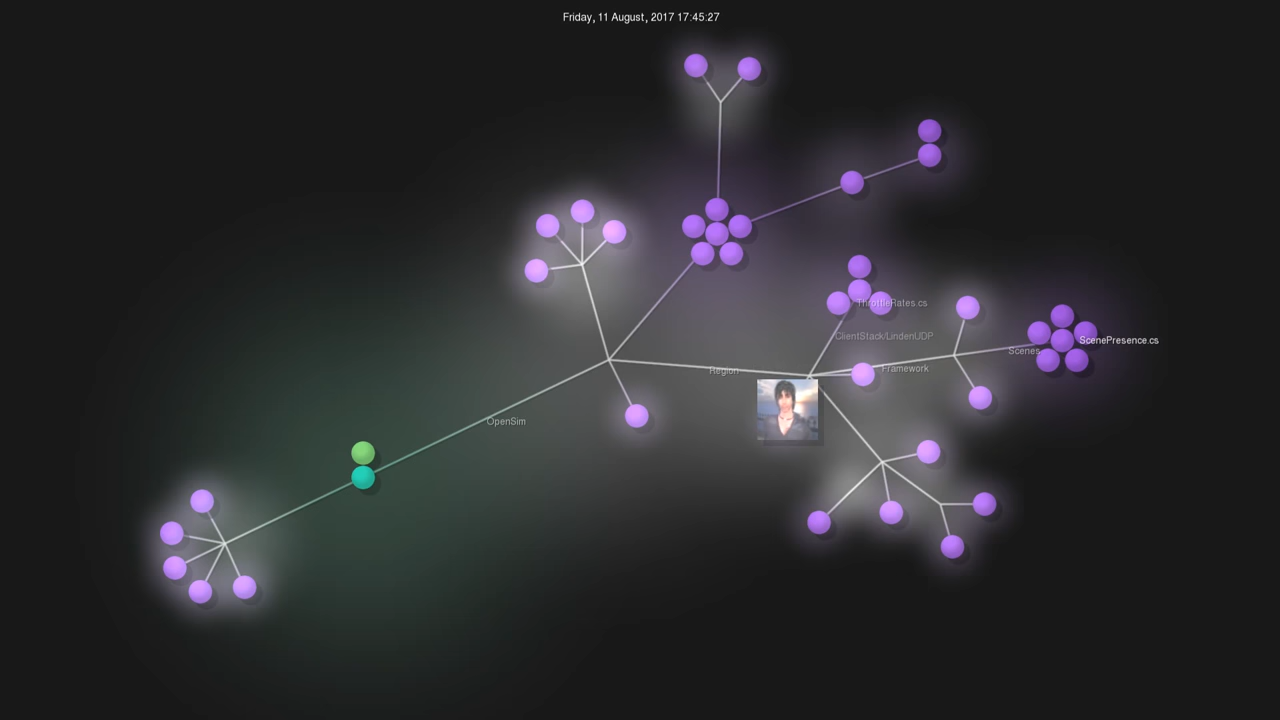 Friday, 11 August, 2017 17:45:27
ThrottleRates.cs
ClientStack/LindenUDP
ScenePresence.cs
Scenes
Region
Framework
OpenSim